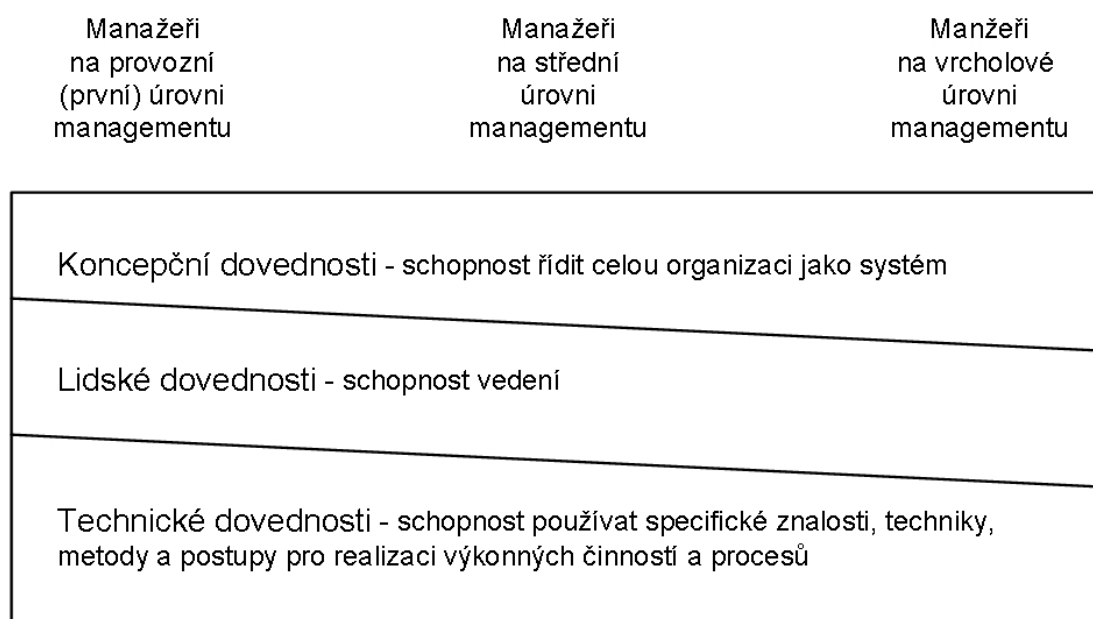 Manažeři
na provozní
(první) úrovni
managementu
Manažeři
na střední
úrovni
managementu
Manžeři
na vrcholové
úrovni
managementu
Koncepční dovednosti - schopnost řídit celou organizaci jako systém
Lidské dovednosti - schopnost vedení
Technické dovednosti - schopnost používat specifické znalosti, techniky,
metody a postupy pro realizaci výkonných činností a procesů